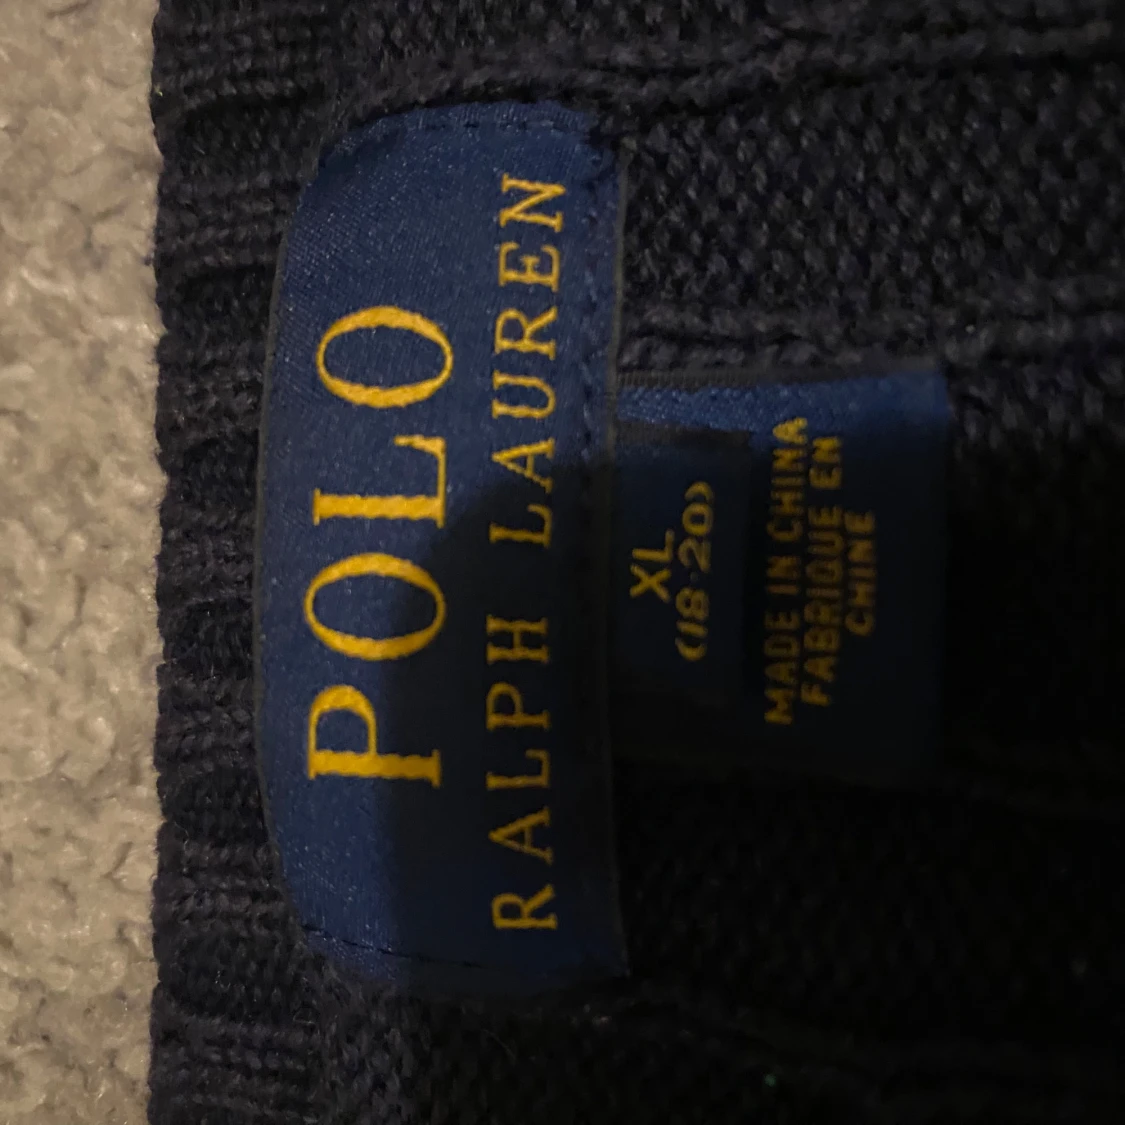 POLO
RALPH LAUREN
XL
(18-20)
MADE IN CHINA
FABRIQUE EN
CHINE